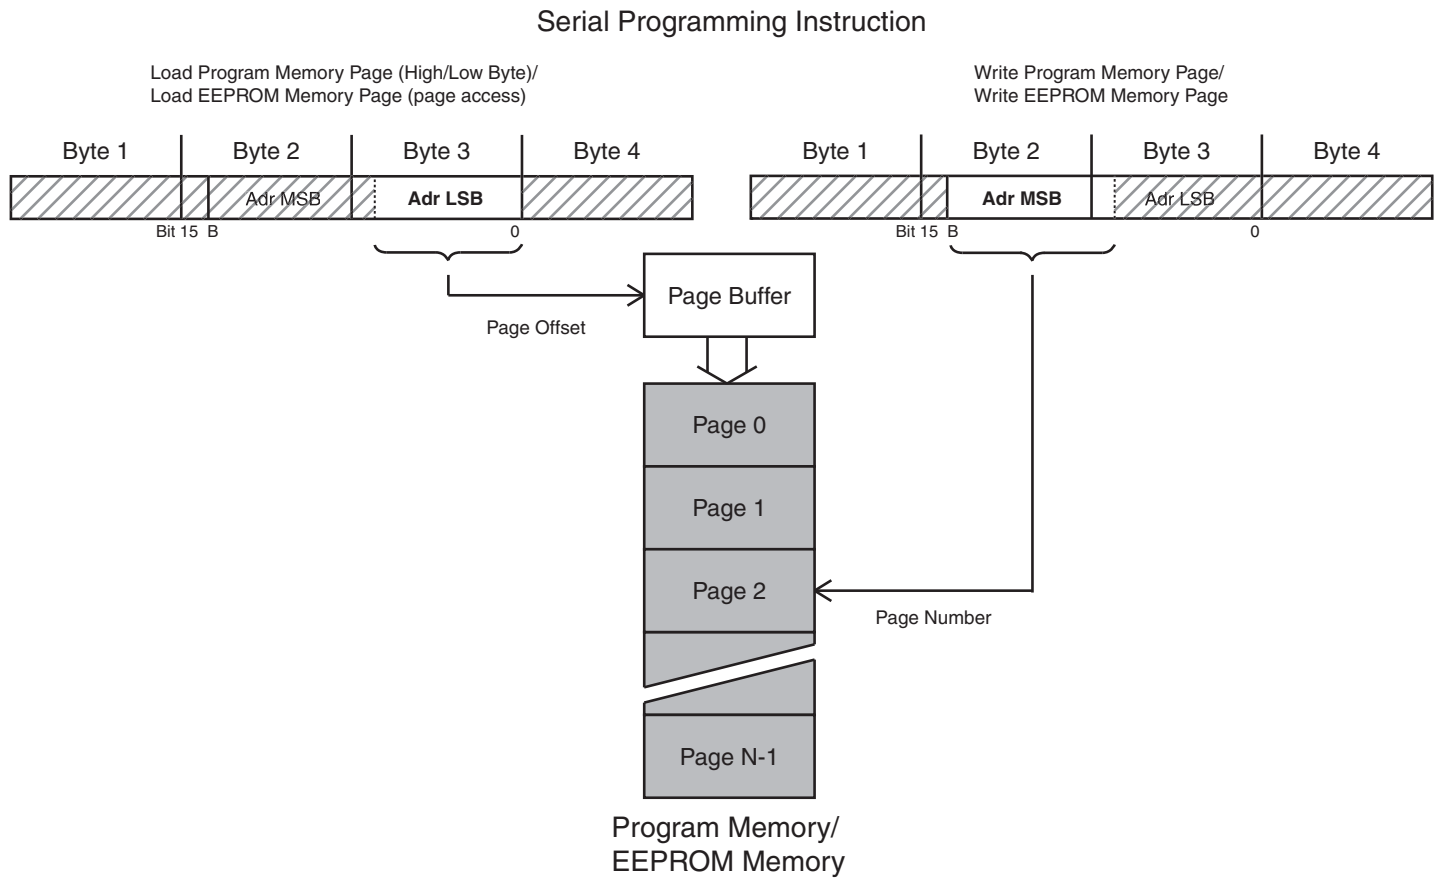 Serial Programming Instruction
Load Program Memory Page (High/Low Byte)/
Load EEPROM Memory Page (page access)
Write Program Memory Page/
Write EEPROM Memory Page
Byte 1 Byte 2 Byte 3 Byte 4
Byte 1 Byte 2 Byte 3 Byte 4
Adr MSB Adr LSB
Adr MSB Adr LSB
Bit 15 B 0
Bit 15 B 0
Page Buffer
Page Offset
Page 0
Page 1
Page 2
Page Number
Page N-1
Program Memory/
EEPROM Memory